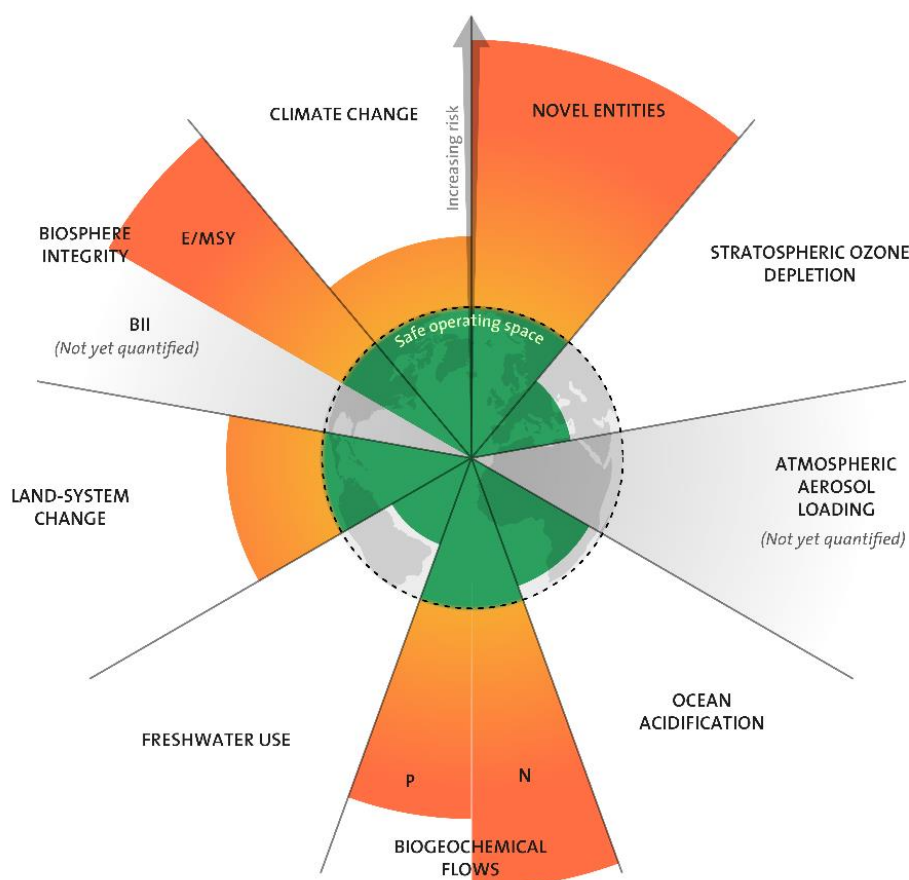 CLIMATE CHANGE
Increasing risk
NOVEL ENTITIES
STRATOSPHERIC OZONE
DEPLETION
BIOSPHERE
INTEGRITY
E/MSY
BII
(Not yet quantified)
Safe operating space
ATMOSPHERIC
AEROSOL
LOADING
(Not yet quantified)
LAND-SYSTEM
CHANGE
OCEAN
ACIDIFICATION
FRESHWATER USE
P
N
BIOGEOCHEMICAL
FLOWS